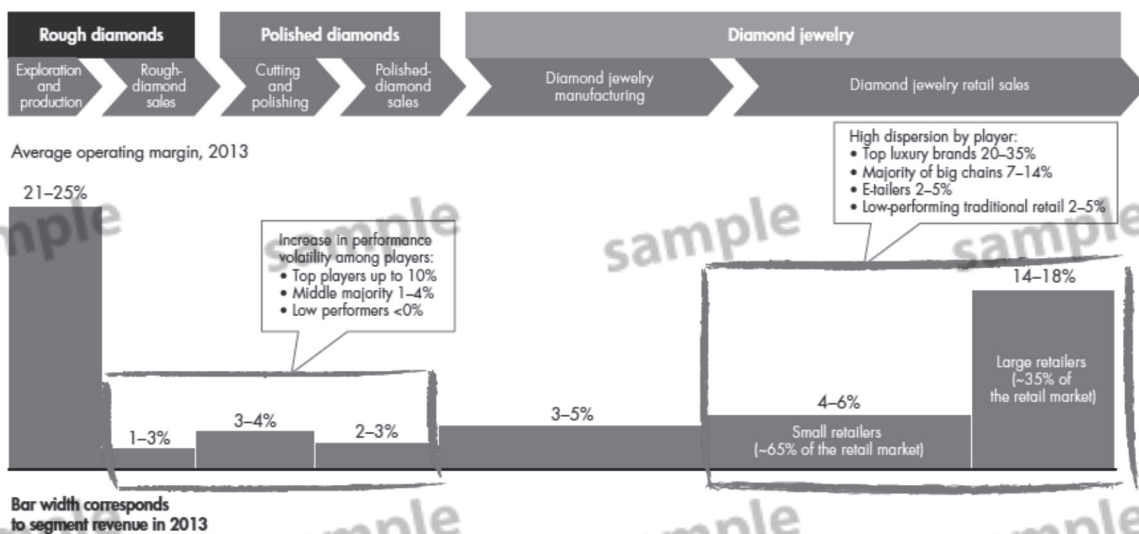 Rough diamonds
Polished diamonds
Diamond jewelry
Exploration
and
production
Rough-
diamond
sales
Cutting
and
polishing
Polished-
diamond
sales
Diamond jewelry
manufacturing
Diamond jewelry retail sales
Average operating margin, 2013
High dispersion by player:
• Top luxury brands 20–35%
• Majority of big chains 7–14%
• E-tailers 2–5%
• Low-performing traditional retail 2–5%
21–25%
Increase in performance
volatility among players:
• Top players up to 10%
• Middle majority 1–4%
• Low performers <0%
14–18%
Large retailers
(~35% of
the retail market)
1–3%
3–4%
2–3%
3–5%
4–6%
Small retailers
(~65% of the retail market)
Bar width corresponds
to segment revenue in 2013
sample
sample
sample
sample
sample
sample
sample